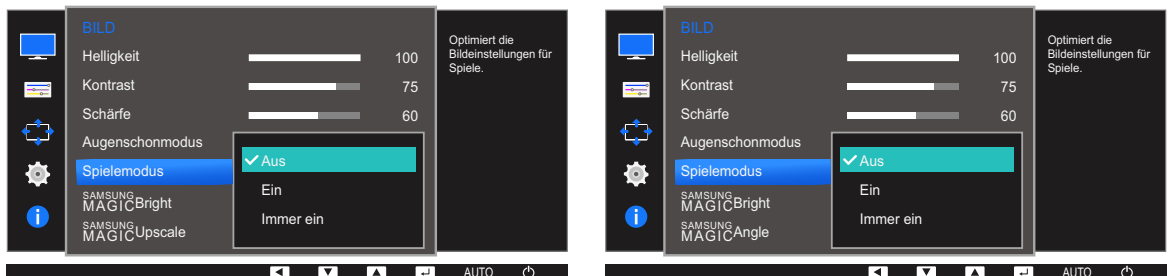 BILD
Helligkeit 100
Kontrast 75
Schärfe 60
Augenschonmodus
Spielemodus
SAMSUNG
MAGICBright
SAMSUNG
MAGICUpscale
Aus
Ein
Immer ein
Optimiert die
Bildeinstellungen für
Spiele.
AUTO
BILD
Helligkeit 100
Kontrast 75
Schärfe 60
Augenschonmodus
Spielemodus
SAMSUNG
MAGICBright
SAMSUNG
MAGICAngle
Aus
Ein
Immer ein
Optimiert die
Bildeinstellungen für
Spiele.
AUTO